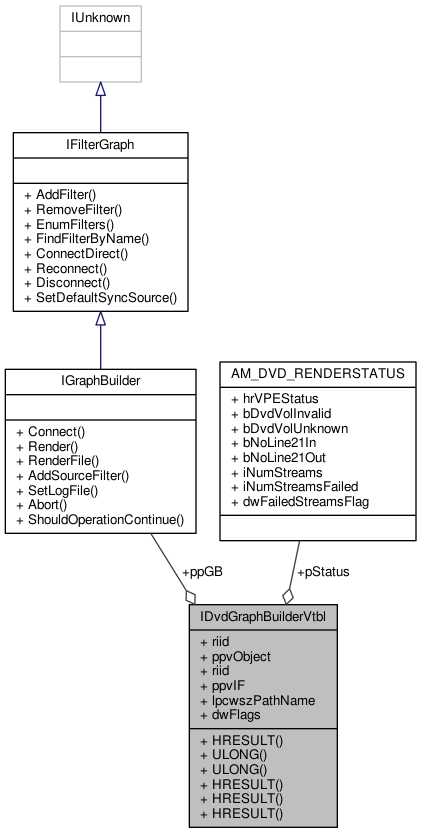 IUnknown
IFilterGraph
+ AddFilter()
+ RemoveFilter()
+ EnumFilters()
+ FindFilterByName()
+ ConnectDirect()
+ Reconnect()
+ Disconnect()
+ SetDefaultSyncSource()
IGraphBuilder
+ Connect()
+ Render()
+ RenderFile()
+ AddSourceFilter()
+ SetLogFile()
+ Abort()
+ ShouldOperationContinue()
AM_DVD_RENDERSTATUS
+ hrVPEStatus
+ bDvdVolInvalid
+ bDvdVolUnknown
+ bNoLine21In
+ bNoLine21Out
+ iNumStreams
+ iNumStreamsFailed
+ dwFailedStreamsFlag
+ppGB
+pStatus
IDvdGraphBuilderVtbl
+ riid
+ ppvObject
+ riid
+ ppvIF
+ lpcwszPathName
+ dwFlags
+ HRESULT()
+ ULONG()
+ ULONG()
+ HRESULT()
+ HRESULT()
+ HRESULT()